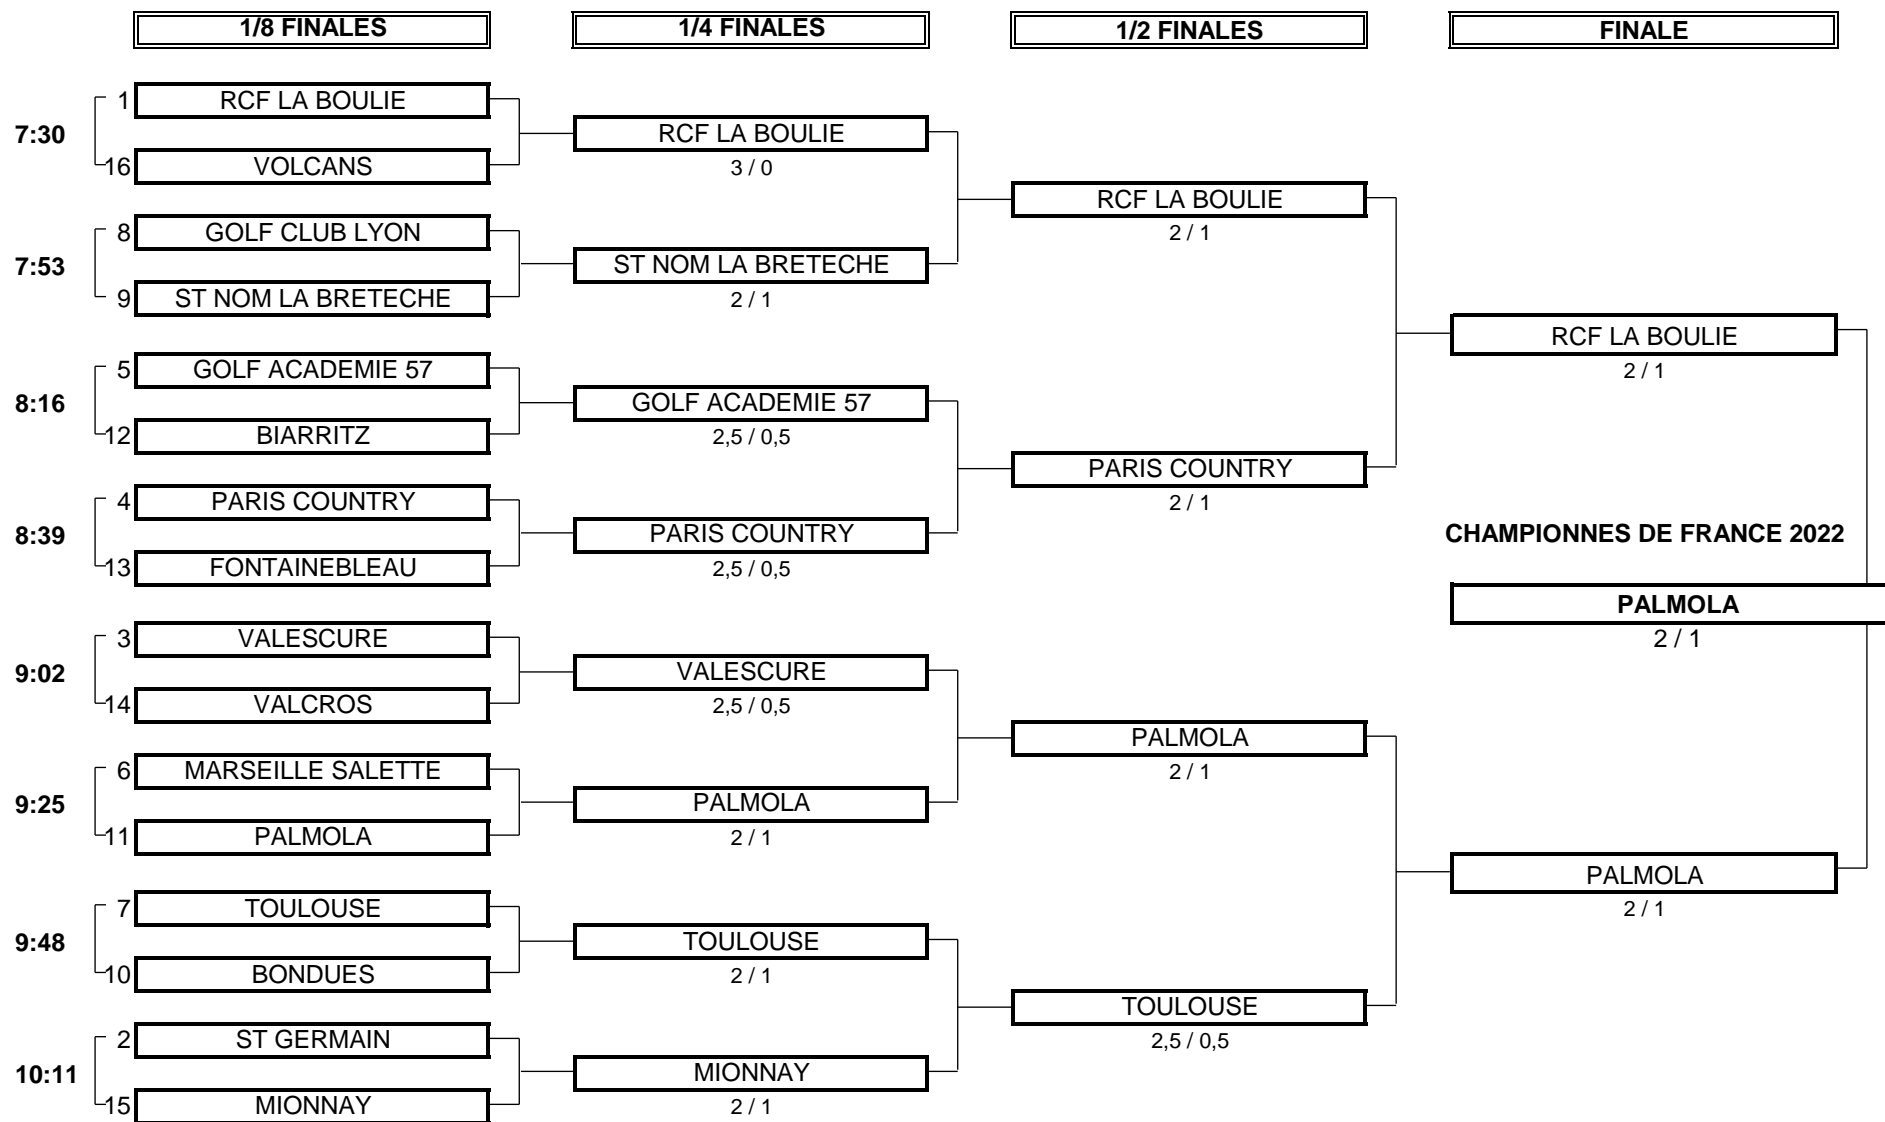 1/8 FINALES
1/4 FINALES
1/2 FINALES
FINALE
7:30
1 RCF LA BOULIE
16 VOLCANS
RCF LA BOULIE
3 / 0
7:53
8 GOLF CLUB LYON
9 ST NOM LA BRETECHE
ST NOM LA BRETECHE
2 / 1
RCF LA BOULIE
2 / 1
8:16
5 GOLF ACADEMIE 57
12 BIARRITZ
GOLF ACADEMIE 57
2,5 / 0,5
8:39
4 PARIS COUNTRY
13 FONTAINEBLEAU
PARIS COUNTRY
2,5 / 0,5
PARIS COUNTRY
2 / 1
RCF LA BOULIE
2 / 1
CHAMPIONNES DE FRANCE 2022
PALMOLA
2 / 1
9:02
3 VALESCURE
14 VALCROS
VALESCURE
2,5 / 0,5
9:25
6 MARSEILLE SALETTE
11 PALMOLA
PALMOLA
2 / 1
PALMOLA
2 / 1
9:48
7 TOULOUSE
10 BONDUES
TOULOUSE
2 / 1
10:11
2 ST GERMAIN
15 MIONNAY
MIONNAY
2 / 1
TOULOUSE
2,5 / 0,5
PALMOLA
2 / 1